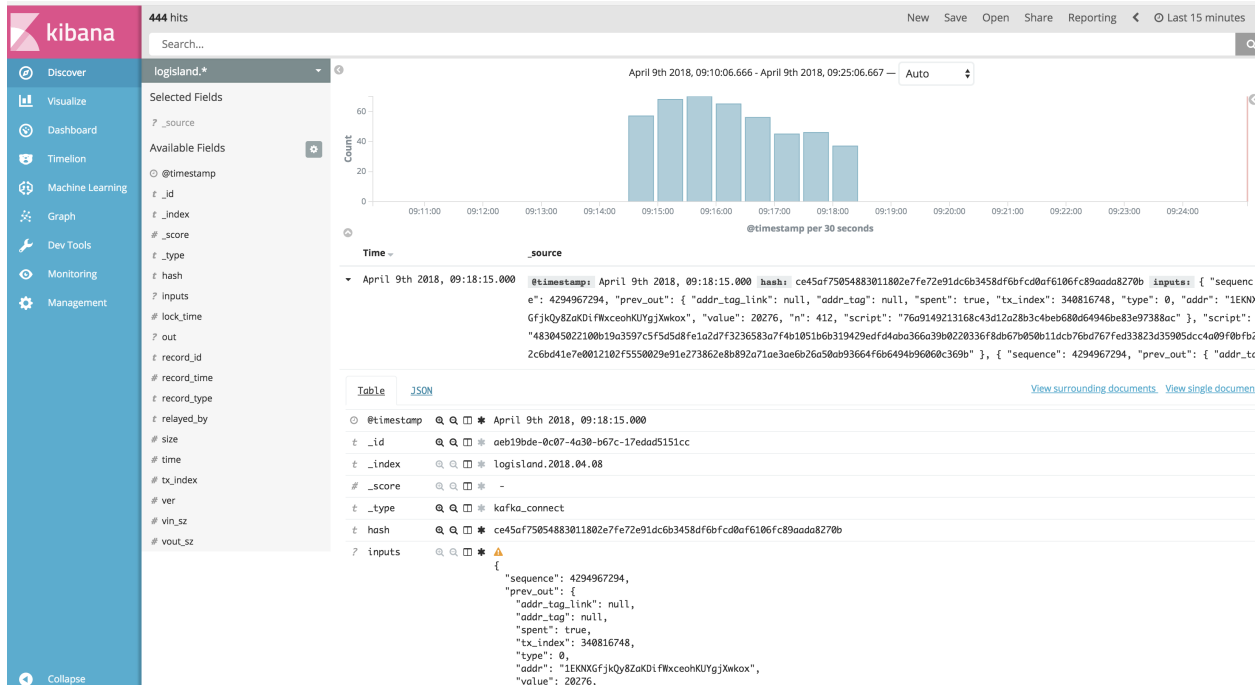 kibana
444 hits
New Save Open Share Reporting Last 15 minutes
Search...
Discover
Visualize
Dashboard
Timelion
Machine Learning
Graph
Dev Tools
Monitoring
Management
Collapse
logisland.*
Selected Fields
? _source
Available Fields
@timestamp
t _id
t _index
# _score
t _type
t hash
? inputs
# lock_time
? out
t record_id
# record_time
t record_type
t relayed_by
# size
# time
# tx_index
# ver
# vin_sz
# vout_sz
April 9th 2018, 09:10:06.666 - April 9th 2018, 09:25:06.667 — Auto
Count
60
40
20
0
09:11:00 09:12:00 09:13:00 09:14:00 09:15:00 09:16:00 09:17:00 09:18:00 09:19:00 09:20:00 09:21:00 09:22:00 09:23:00 09:24:00
@timestamp per 30 seconds
Time _source
April 9th 2018, 09:18:15.000 @timestamp: April 9th 2018, 09:18:15.000 hash: ce45af75054883011802e7fe72e91dc6b3458df6bfcd0af6106fc89aada8270b inputs: { "sequenc
e": 4294967294, "prev_out": { "addr_tag_link": null, "addr_tag": null, "spent": true, "tx_index": 340816748, "type": 0, "addr": "1EKNX
GfjkQy8ZaKDifWxceohKUYgjXwkox", "value": 20276, "n": 412, "script": "76a9149213168c43d12a28b3c4beb680d64946be83e97388ac" }, "script":
"483045022100b19a3597c5f5d5d8fe1a2d7f3236583a7f4b1051b6b319429edfd4aba366a39b0220336f8db67b050b11dcb76bd767fed33823d35905dcc4a09f0bfb2
2c6bd41e7e0012102f5550029e91e273862e8b892a71ae3ae6b26a50ab93664f6b6494b96060c369b" }, { "sequence": 4294967294, "prev_out": { "addr_ta
Table JSON View surrounding documents View single documen
@timestamp April 9th 2018, 09:18:15.000
t _id aeb19bde-0c07-4a30-b67c-17edad5151cc
t _index logisland.2018.04.08
# _score -
t _type kafka_connect
t hash ce45af75054883011802e7fe72e91dc6b3458df6bfcd0af6106fc89aada8270b
? inputs
{
"sequence": 4294967294,
"prev_out": {
"addr_tag_link": null,
"addr_tag": null,
"spent": true,
"tx_index": 340816748,
"type": 0,
"addr": "1EKNXGfjkQy8ZaKDifWxceohKUYgjXwkox",
"value": 20276,